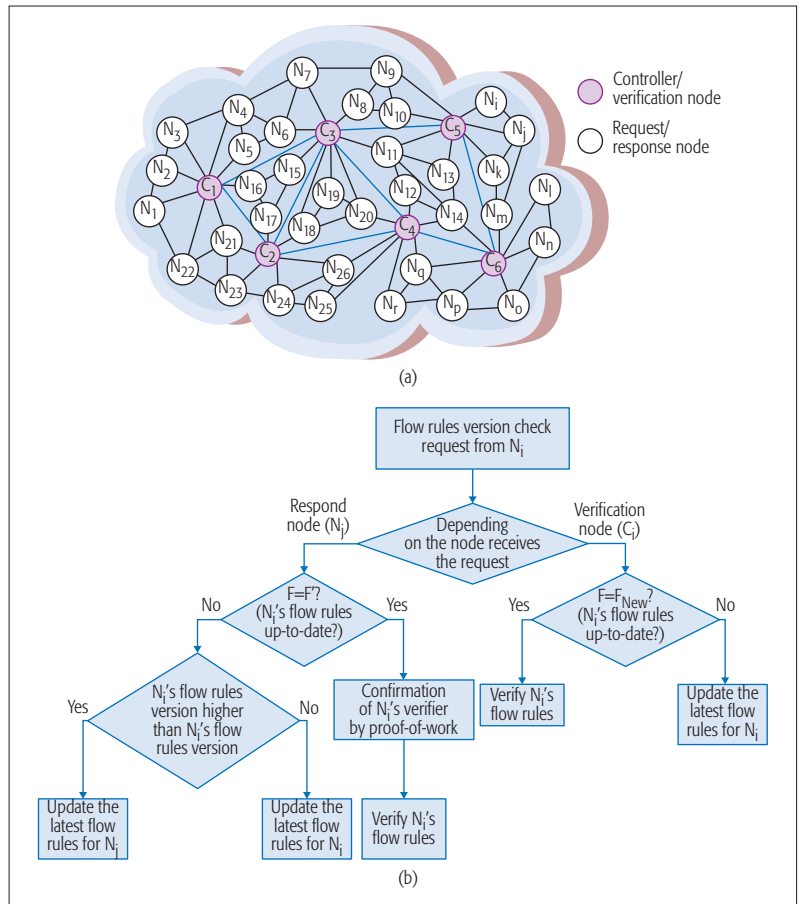 N7
N9
Controller/
verification node
N8
Ni
N4
N10
N3
N6
C3
C5
Nj
Request/
response node
N5
N11
N2
N15
Nk
C1
N16
N13
N19
N12
Nl
N1
N17
N18
N20
N14
Nm
C4
N21
C2
Nn
N22
N26
Nq
C6
N23
N24
N25
Nr
Np
No
(a)
Flow rules version check
request from Ni
Respond
node (Nj)
Verification
node (Ci)
Depending
on the node receives
the request
F=F'?
(Ni's flow rules
up-to-date?)
No
Yes
F=FNew?
(Ni's flow rules
up-to-date?)
Yes
No
Ni's flow rules
version higher
than Ni's flow
rules version
Yes
No
Confirmation
of Ni's verifier
by proof-of-work
Verify Ni's
flow rules
Update the
latest flow
rules for Ni
Update the
latest flow
rules for Nj
Update the
latest flow
rules for Ni
Verify Ni's
flow rules
(b)